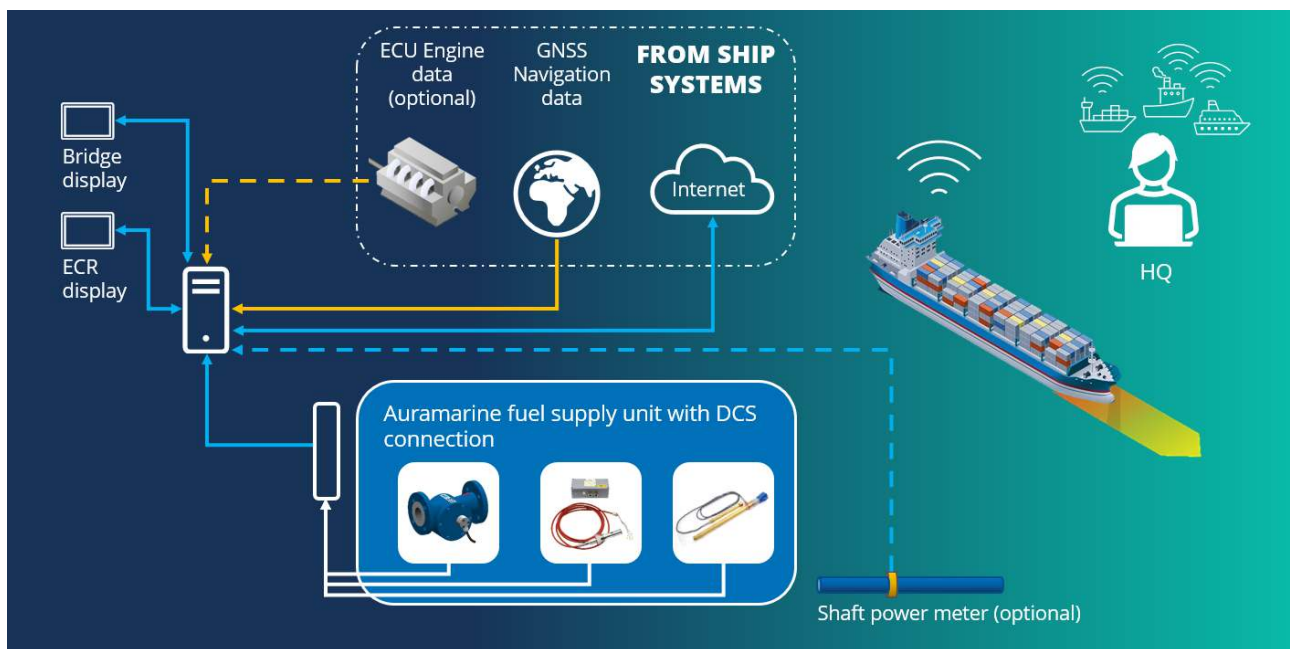 ECU Engine
data
(optional)
GNSS
Navigation
data
FROM SHIP
SYSTEMS
Internet
Bridge
display
ECR
display
HQ
Auramarine fuel supply unit with DCS
connection
Shaft power meter (optional)